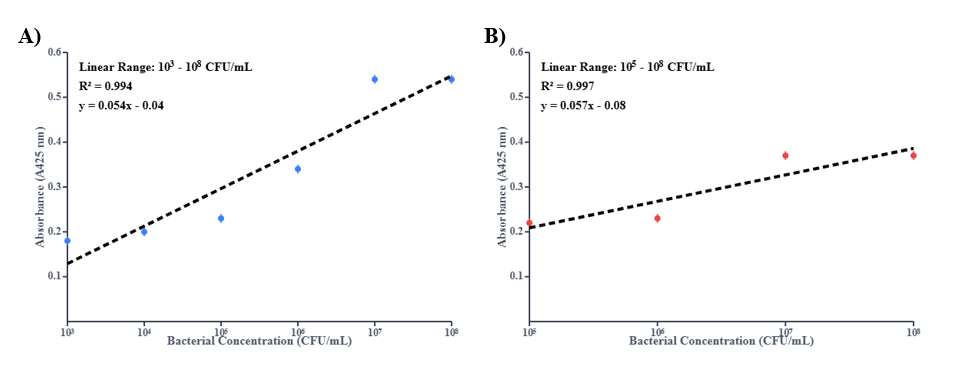 A)
Linear Range: 10³ - 10⁸ CFU/mL
R² = 0.994
y = 0.054x - 0.04
0.6
0.5
0.4
0.3
0.2
0.1
Absorbance (A425 nm)
10³ 10⁴ 10⁵ 10⁶ 10⁷ 10⁸
Bacterial Concentration (CFU/mL)
B)
Linear Range: 10⁵ - 10⁸ CFU/mL
R² = 0.997
y = 0.057x - 0.08
0.6
0.5
0.4
0.3
0.2
0.1
Absorbance (A425 nm)
10⁵ 10⁶ 10⁷ 10⁸
Bacterial Concentration (CFU/mL)